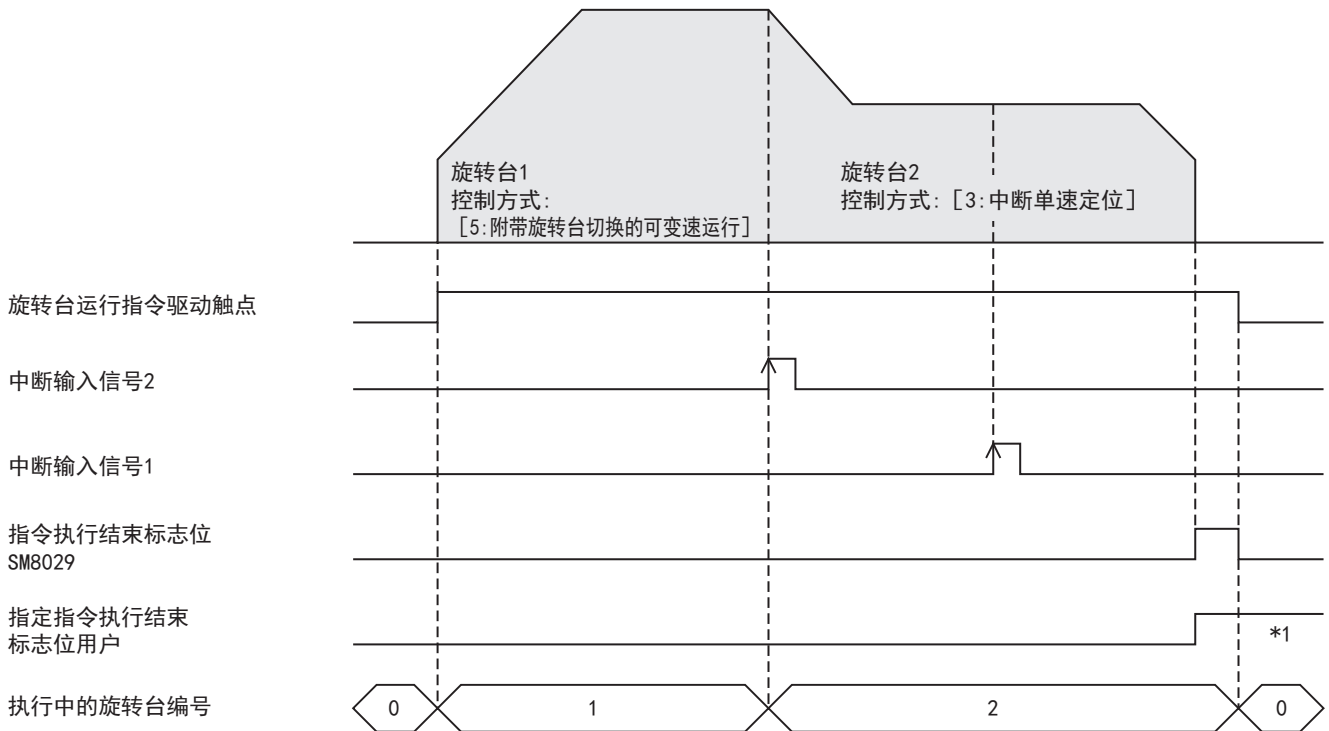 旋转台1
控制方式:
[5:附带旋转台切换的可变速运行]
旋转台2
控制方式:[3:中断单速定位]
旋转台运行指令驱动触点
中断输入信号2
中断输入信号1
指令执行结束标志位
SM8029
指定指令执行结束
标志位用户
*1
执行中的旋转台编号
0
1
2
0